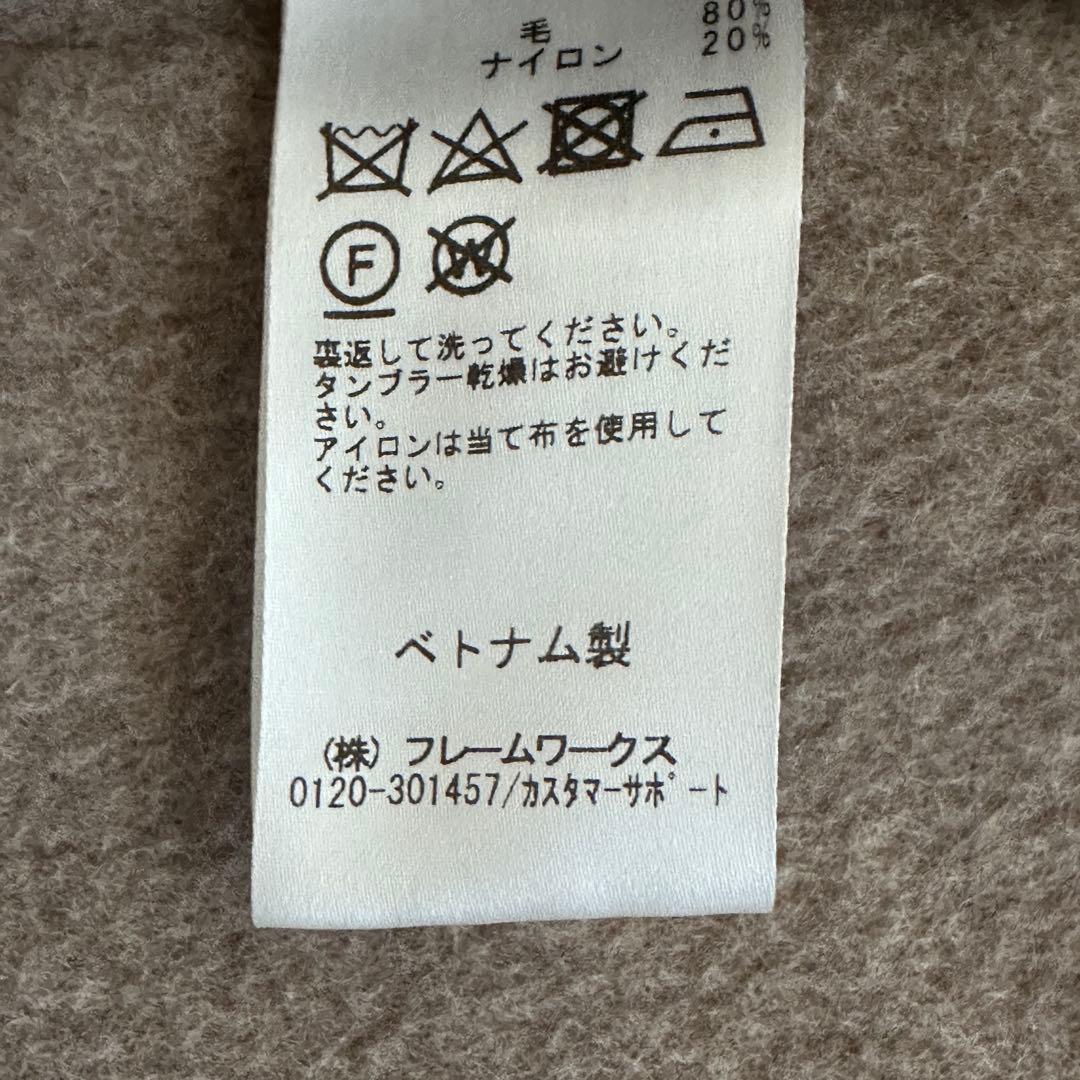 毛 80%
ナイロン 20%
F W
裏返して洗ってください。
タンブラー乾燥はお避けくだ
さい。
アイロンは当て布を使用して
ください。
ベトナム製
(株) フレームワークス
0120-301457/カスタマーサポート